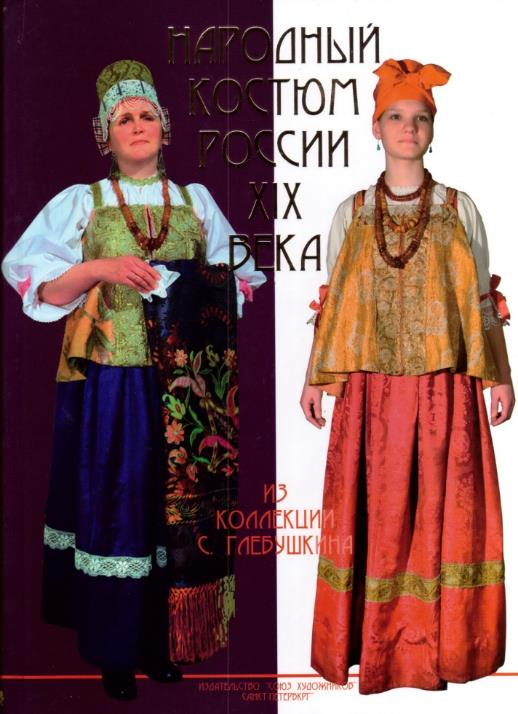 НАРОДНЫЙ
КОСТЮМ
РОССИИ
XIX
ВЕКА
ИЗ
КОЛЛЕКЦИИ
С. ГЛЕБУШКИНА
ИЗДАТЕЛЬСТВО "СОЮЗ ХУДОЖНИКОВ"
САНКТ ПЕТЕРБУРГ